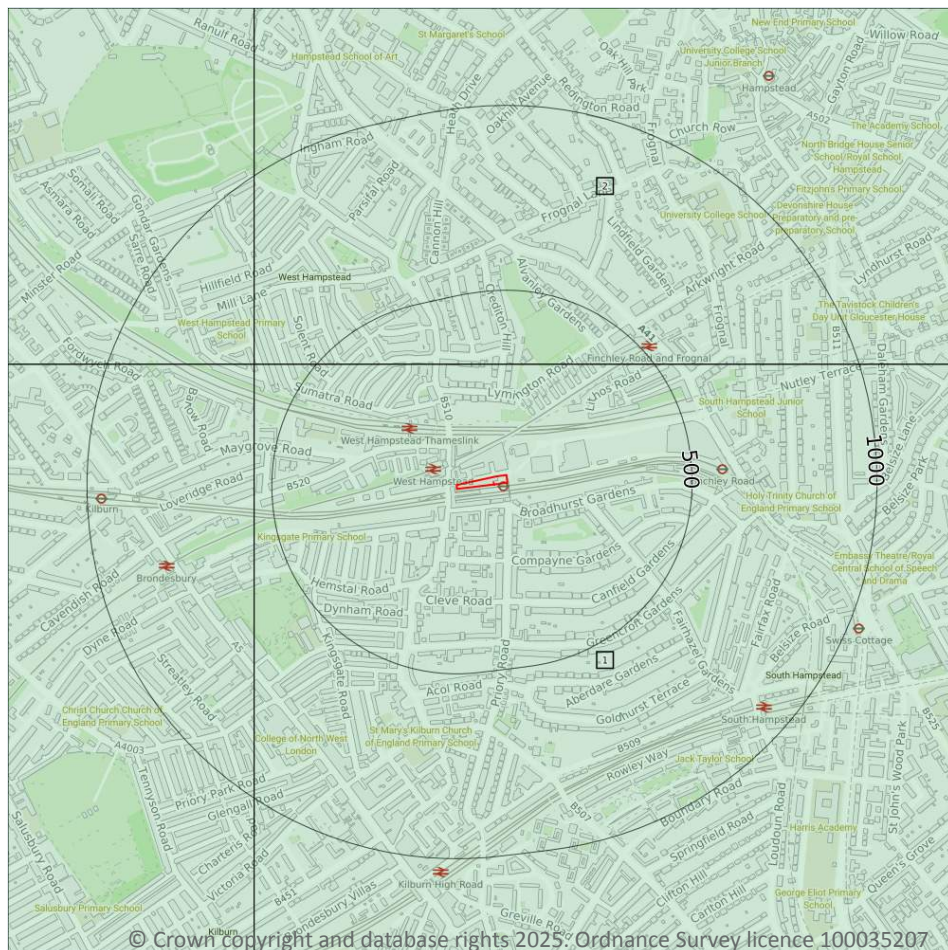 New End Primary School
Willow Road
Ranulf Road
St Margaret's School
Hampstead School of Art
Oak Hill Park
University College School
Junior Branch
Gayton Road
Hampstead
Heath Drive
Oakhill Avenue
Redington Road
A502
Frognal
Church Row
The Academy School
Ingham Road
North Bridge House Senior
School/Royal School
Hampstead
Parsifal Road
Somali Road
Asmara Road
Gondar Gardens
Sarre Road
Cannon Hill
2
Frognal
Fitzjohn's Primary School
Devonshire House
Preparatory and pre-
preparatory School
University College School
Lindfield Gardens
Lyndhurst Road
Minster Road
Hillfield Road
West Hampstead
Mill Lane
Alvanley Gardens
Arkwright Road
Crediton Hill
Solent Road
West Hampstead Primary
School
Frognal
The Tavistock Children's
Day Unit Gloucester House
B511
A41
Finchley Road and Frognal
Fordwych Road
Lymington Road
Lithos Road
Nutley Terrace
Daleham Gardens
Sumatra Road
B510
South Hampstead Junior
School
Barlow Road
Belsize Lane
West Hampstead Thameslink
Maygrove Road
1000
500
West Hampstead
Finchley Road
B520
Loveridge Road
Belsize Park
Kilburn
Broadhurst Gardens
Holy Trinity Church of
England Primary School
Kingsgate Primary School
Compayne Gardens
Embassy Theatre/Royal
Central School of Speech
and Drama
Brondesbury
Hemstal Road
Canfield Gardens
Cavendish Road
Cleve Road
Dynham Road
Fairfax Road
Greencroft Gardens
Fairhazel Gardens
Swiss Cottage
Dyne Road
A5
Belsize Road
Kingsgate Road
Priory Road
1
Streatley Road
Aberdare Gardens
South Hampstead
Acol Road
Goldhurst Terrace
Christ Church Church of
England Primary School
South Hampstead
B525
St Mary's Kilburn Church
of England Primary School
College of North West
London
A4003
B509
Jack Taylor School
Rowley Way
Tennyson Road
Priory Park Road
Glengall Road
B507
Boundary Road
St John's Wood Park
Loudoun Road
Harris Academy
Springfield Road
Salusbury Road
Victoria Road
Queen's Grove
Kilburn High Road
Clifton Hill
B451
Carlton Hill
George Eliot Primary
School
Salusbury Primary School
Greville Road
Kilburn
© Crown copyright and database rights 2025. Ordnance Survey licence 100035207